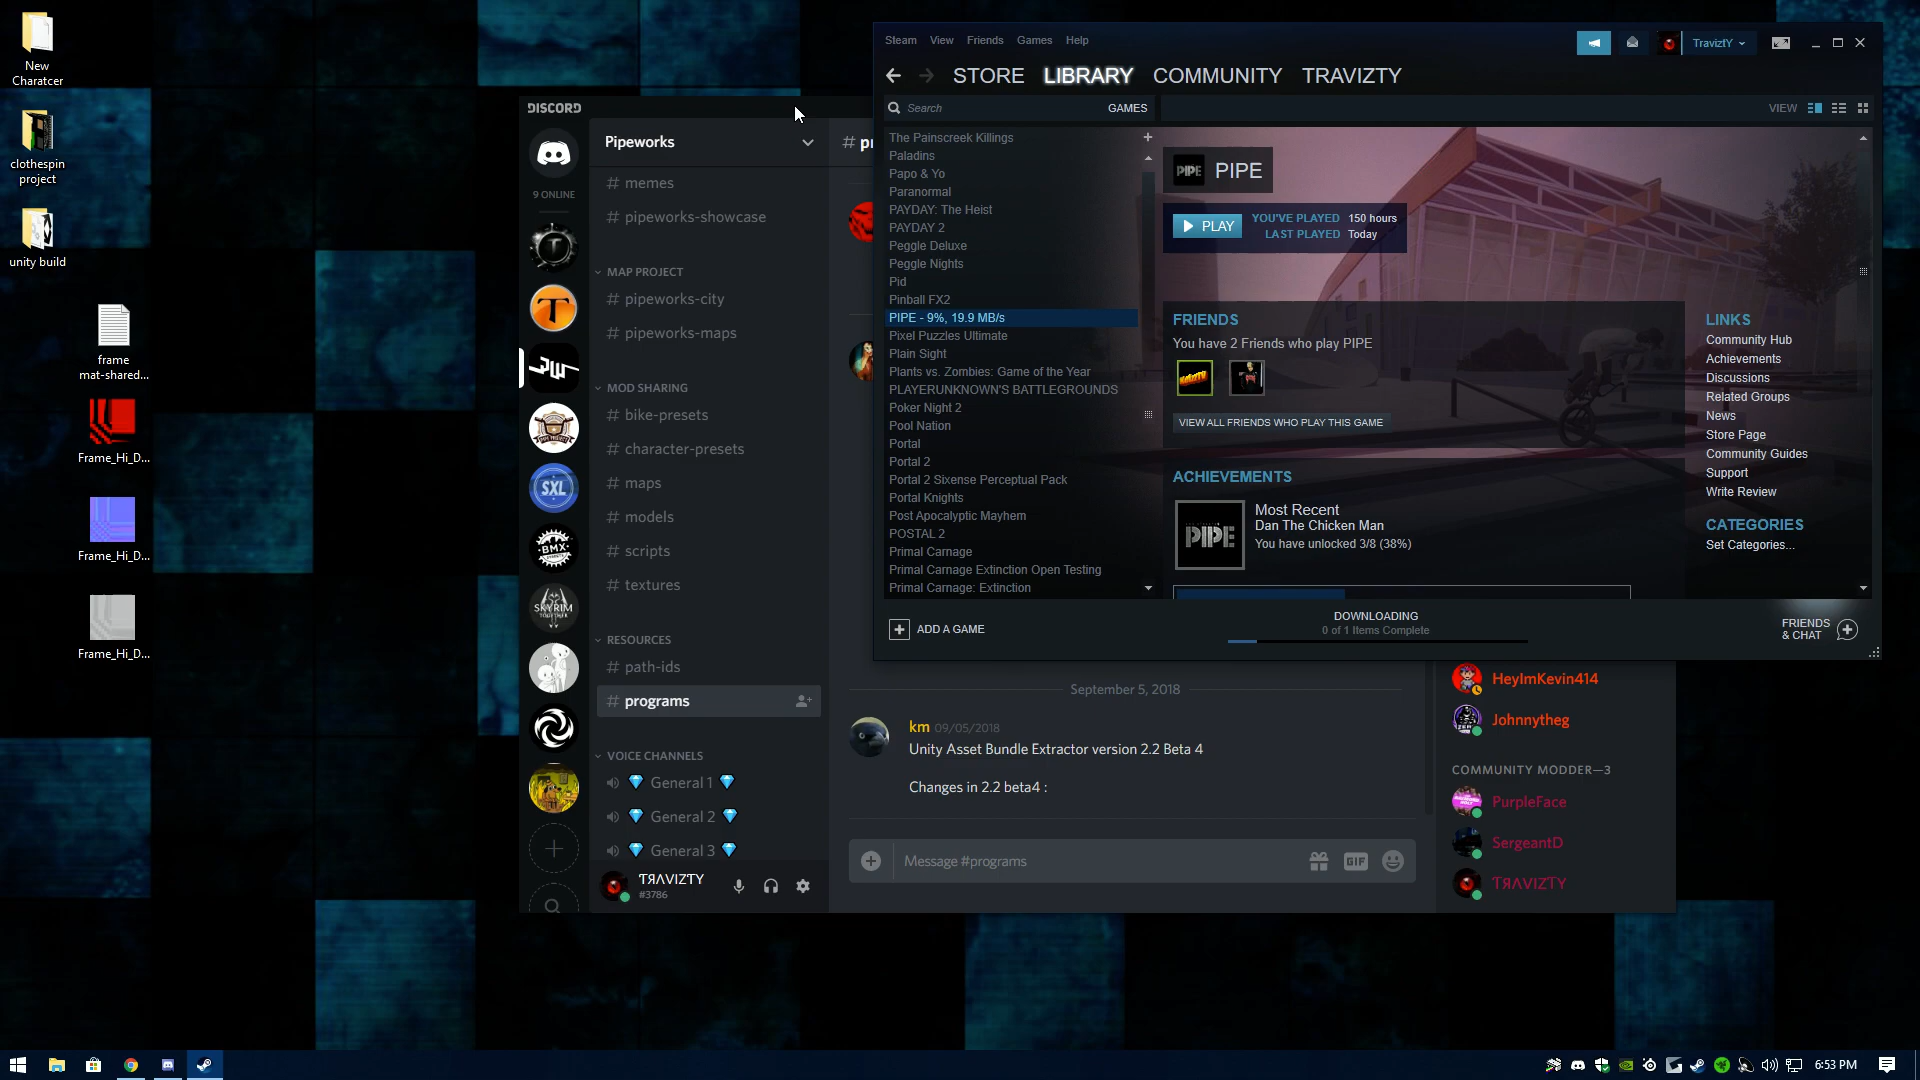 New
Charatcer
clothespin
project
unity build
frame
mat-shared...
Frame_Hi_D...
Frame_Hi_D...
Frame_Hi_D...
DISCORD
9 ONLINE
SXL
BMX
SKYRIM
Pipeworks
# memes
# pipeworks-showcase
MAP PROJECT
# pipeworks-city
# pipeworks-maps
MOD SHARING
# bike-presets
# character-presets
# maps
# models
# scripts
# textures
RESOURCES
# path-ids
# programs
VOICE CHANNELS
General 1
General 2
General 3
TRΛVIZTY
#3786
# pr
September 5, 2018
km 09/05/2018
Unity Asset Bundle Extractor version 2.2 Beta 4
Changes in 2.2 beta4 :
Message #programs
GIF
HeyImKevin414
Johnnytheg
COMMUNITY MODDER—3
PurpleFace
SergeantD
TRΛVIZTY
Steam View Friends Games Help
TraviztY
STORE LIBRARY COMMUNITY TRAVIZTY
Search
GAMES
VIEW
The Painscreek Killings
Paladins
Papo & Yo
Paranormal
PAYDAY: The Heist
PAYDAY 2
Peggle Deluxe
Peggle Nights
Pid
Pinball FX2
PIPE - 9%, 19.9 MB/s
Pixel Puzzles Ultimate
Plain Sight
Plants vs. Zombies: Game of the Year
PLAYERUNKNOWN'S BATTLEGROUNDS
Poker Night 2
Pool Nation
Portal
Portal 2
Portal 2 Sixense Perceptual Pack
Portal Knights
Post Apocalyptic Mayhem
POSTAL 2
Primal Carnage
Primal Carnage Extinction Open Testing
Primal Carnage: Extinction
PIPE PIPE
PLAY
YOU'VE PLAYED 150 hours
LAST PLAYED Today
FRIENDS
You have 2 Friends who play PIPE
VIEW ALL FRIENDS WHO PLAY THIS GAME
ACHIEVEMENTS
PIPE
Most Recent
Dan The Chicken Man
You have unlocked 3/8 (38%)
LINKS
Community Hub
Achievements
Discussions
Related Groups
News
Store Page
Community Guides
Support
Write Review
CATEGORIES
Set Categories...
ADD A GAME
DOWNLOADING
0 of 1 Items Complete
FRIENDS
& CHAT
6:53 PM